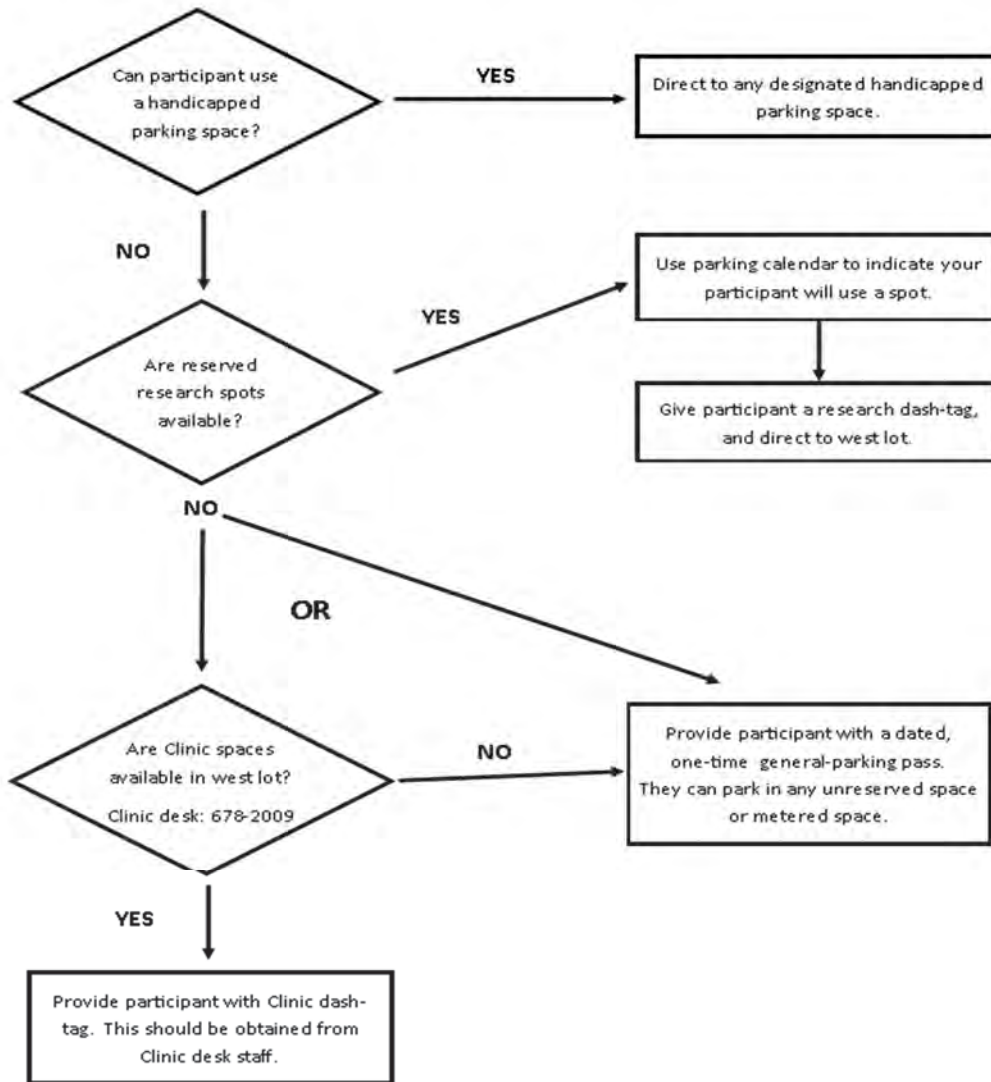 Can participant use
a handicapped
parking space?
YES
Direct to any designated handicapped
parking space.
NO
Are reserved
research spots
available?
YES
Use parking calendar to indicate your
participant will use a spot.
Give participant a research dash-tag,
and direct to west lot.
NO
OR
Are Clinic spaces
available in west lot?
Clinic desk: 678-2009
NO
Provide participant with a dated,
one-time general-parking pass.
They can park in any unreserved space
or metered space.
YES
Provide participant with Clinic dash-
tag. This should be obtained from
Clinic desk staff.